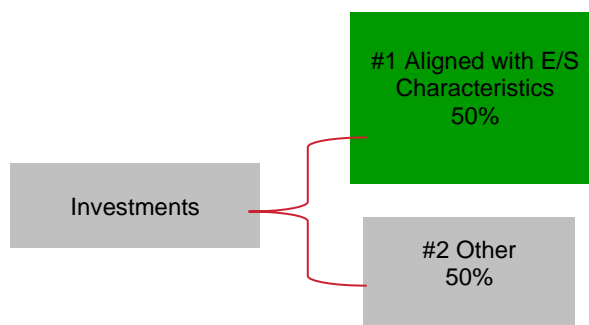 #1 Aligned with E/S
Characteristics
50%
Investments
#2 Other
50%